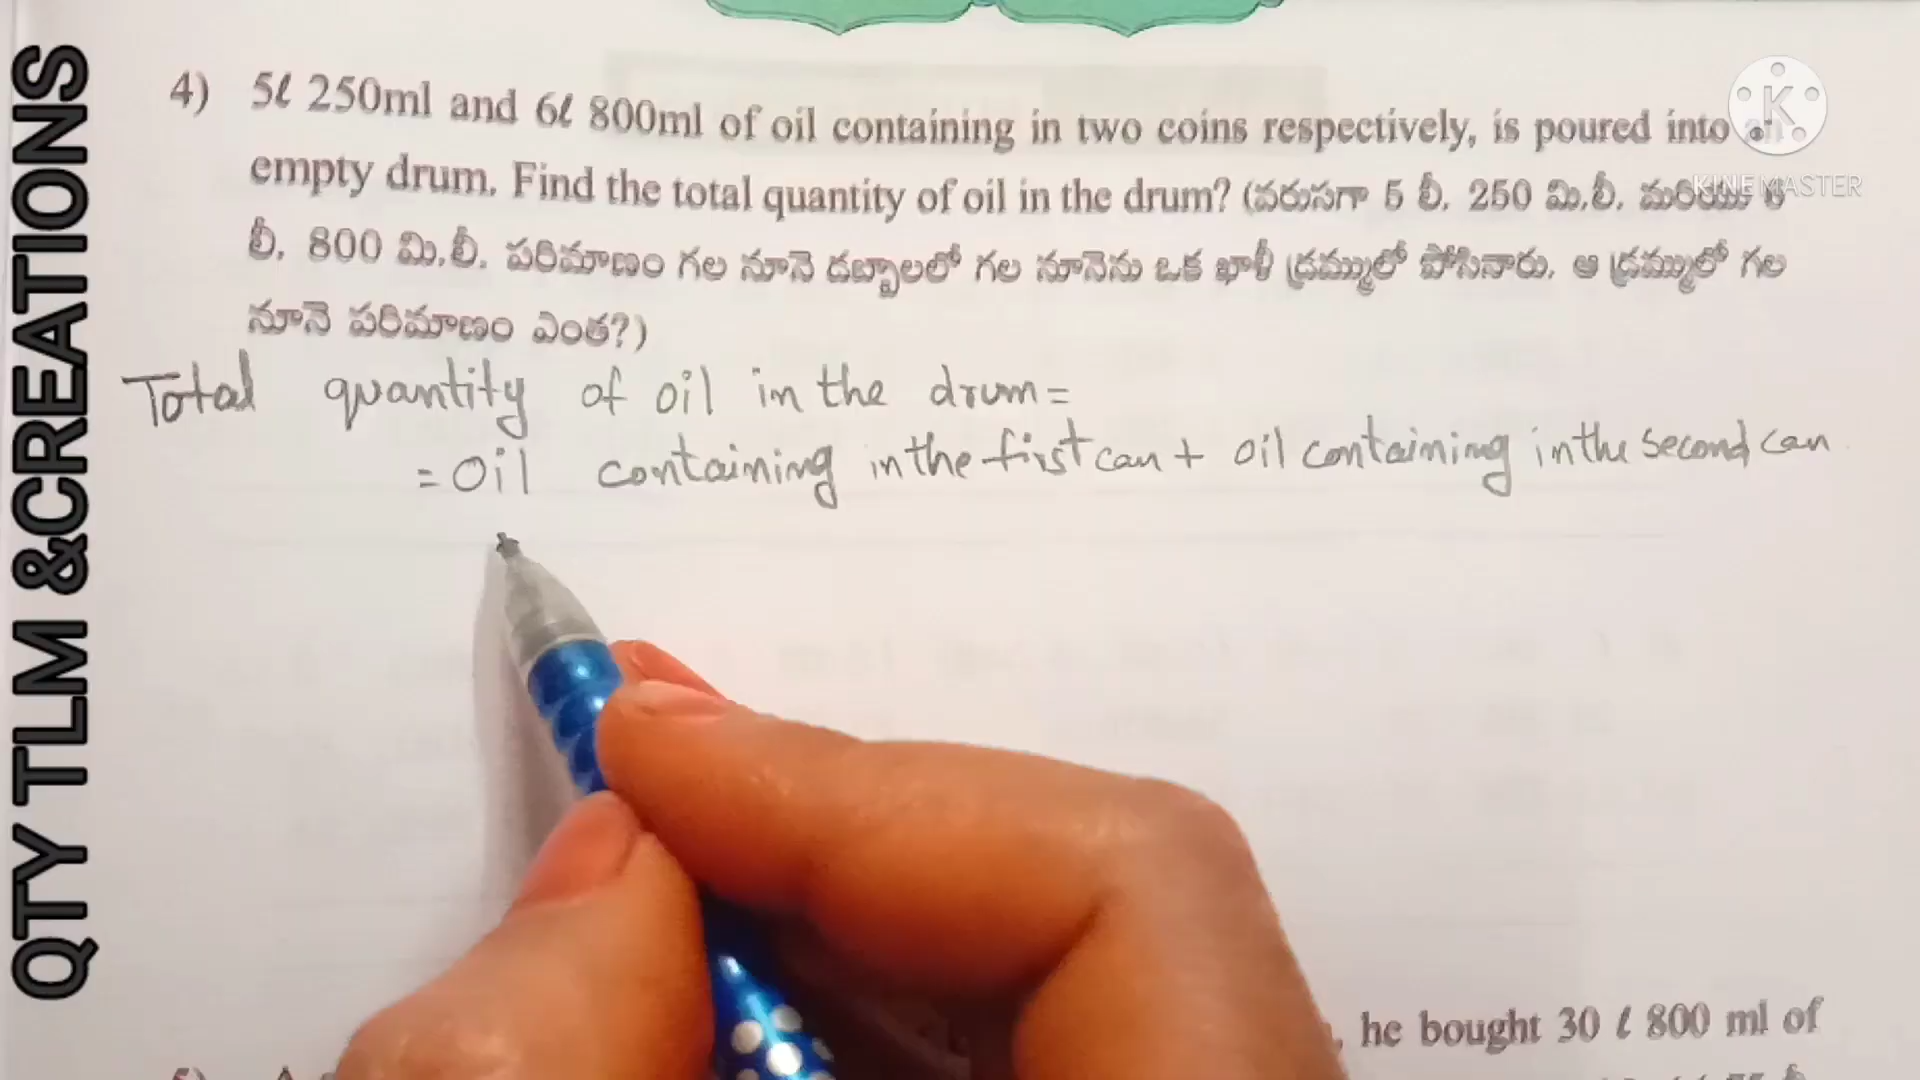 QTY TLM &CREATIONS
4) 5ℓ 250ml and 6ℓ 800ml of oil containing in two coins respectively, is poured into an
empty drum. Find the total quantity of oil in the drum? (వరుసగా 5 లీ. 250 మి.లీ. మరియు 6
లీ. 800 మి.లీ. పరిమాణం గల నూనె డబ్బాలలో గల నూనెను ఒక ఖాళీ డ్రమ్ములో పోసినారు. ఆ డ్రమ్ములో గల
నూనె పరిమాణం ఎంత?)
K
KINEMASTER
Total quantity of oil in the drum=
= Oil containing in the first can + oil containing in the second can
, he bought 30 ℓ 800 ml of